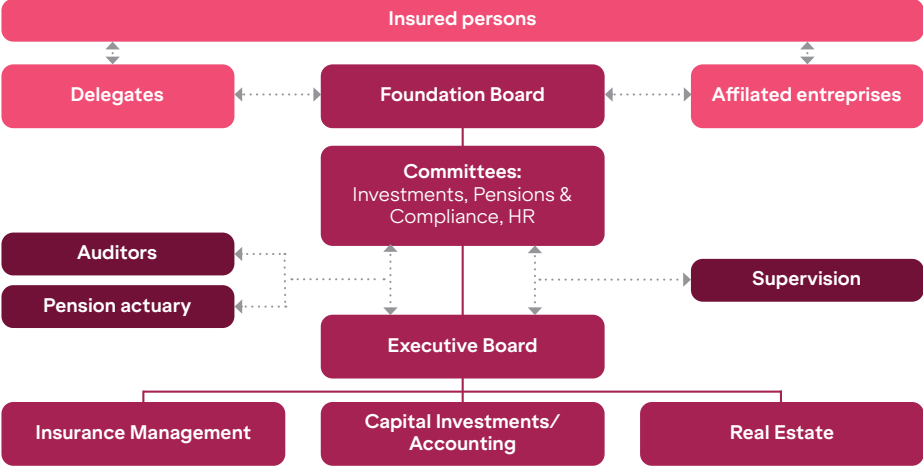 Insured persons
Delegates
Foundation Board
Affilated entreprises
Committees:
Investments, Pensions &
Compliance, HR
Auditors
Pension actuary
Supervision
Executive Board
Insurance Management
Capital Investments/
Accounting
Real Estate